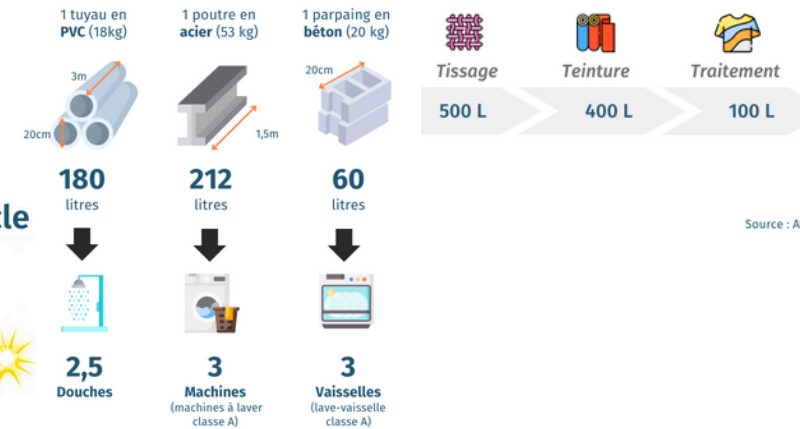 1 tuyau en
PVC (18kg)
3m
20cm
180
litres
2,5
Douches
1 poutre en
acier (53 kg)
1,5m
212
litres
3
Machines
(machines à laver
classe A)
1 parpaing en
béton (20 kg)
20cm
60
litres
3
Vaisselles
(lave-vaisselle
classe A)
Tissage
500 L
Teinture
400 L
Traitement
100 L
Source :